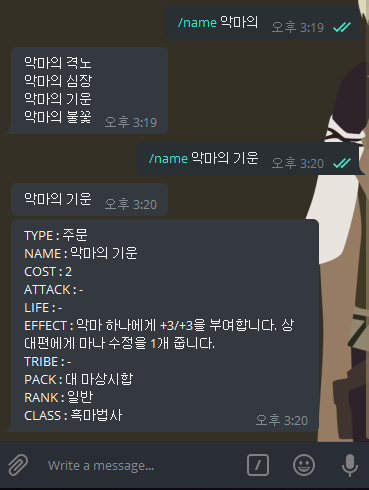 /name 악마의 오후 3:19
악마의 격노
악마의 심장
악마의 기운
악마의 불꽃 오후 3:19
/name 악마의 기운 오후 3:20
악마의 기운 오후 3:20
TYPE : 주문
NAME : 악마의 기운
COST : 2
ATTACK : -
LIFE : -
EFFECT : 악마 하나에게 +3/+3을 부여합니다. 상
대편에게 마나 수정을 1개 줍니다.
TRIBE : -
PACK : 대 마상시합
RANK : 일반
CLASS : 흑마법사
오후 3:20
Write a message...